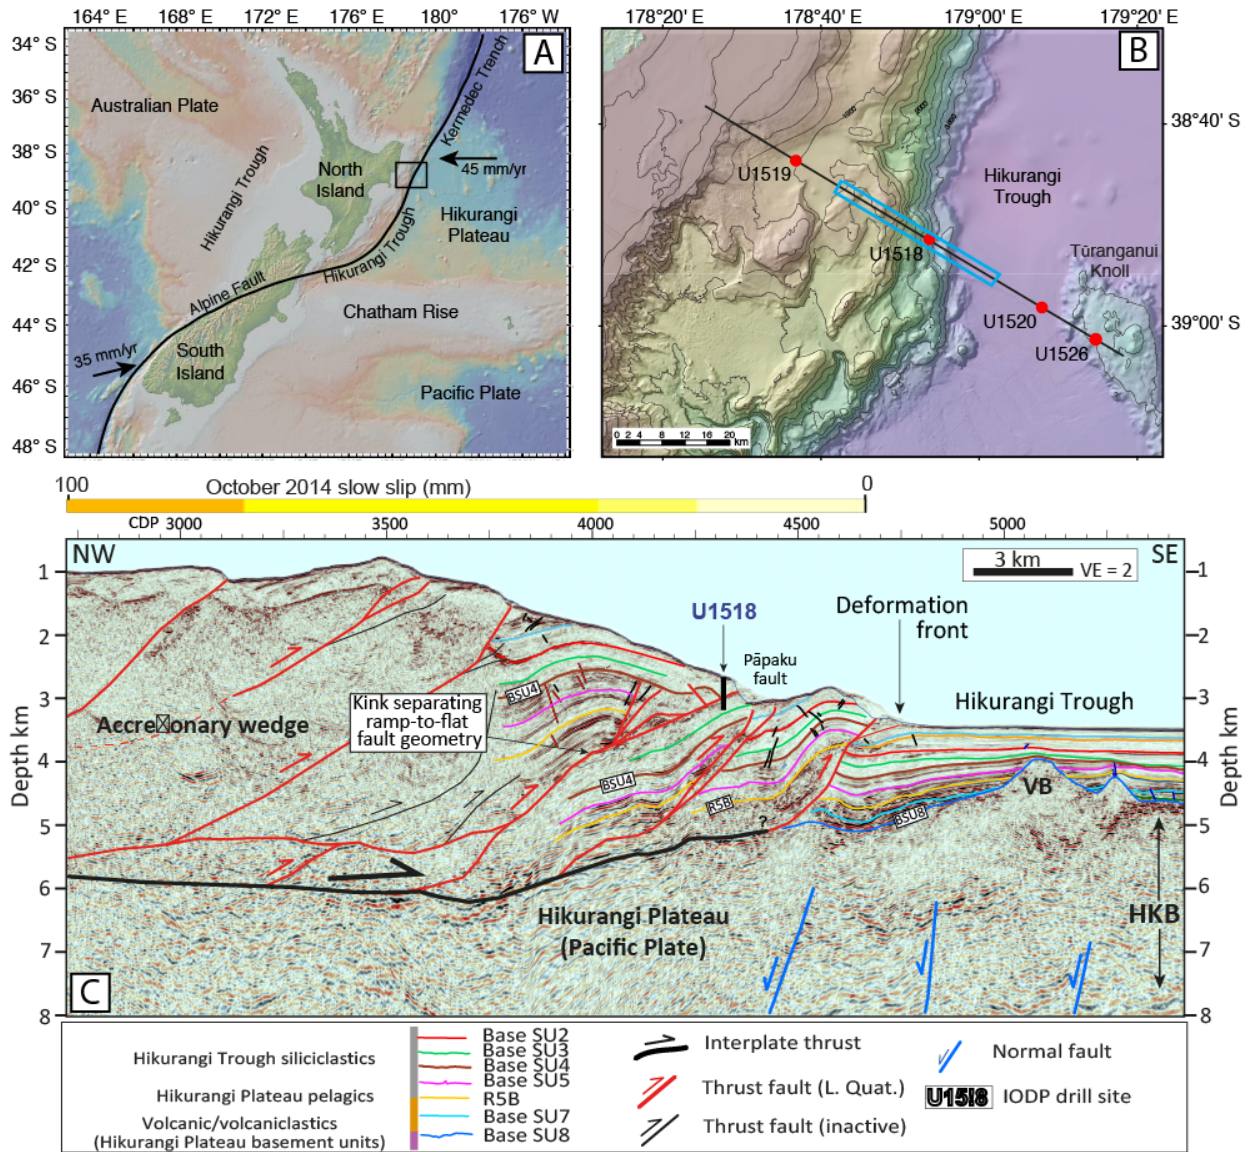 164° E 168° E 172° E 176° E 180° 176° W
34° S
36° S
38° S
40° S
42° S
44° S
46° S
48° S
A
Australian Plate
Kermedec Trench
North
Island
45 mm/yr
Hikurangi Trough
Hikurangi
Plateau
Hikurangi Trough
Alpine Fault
Chatham Rise
35 mm/yr
South
Island
Pacific Plate
178°20' E 178°40' E 179°00' E 179°20' E
B
38°40' S
39°00' S
U1519
Hikurangi
Trough
U1518
Tūranganui
Knoll
U1520
U1526
0 2 4 8 12 16 20
km
100 October 2014 slow slip (mm) 0
CDP 3000 3500 4000 4500 5000
NW
SE
3 km
VE = 2
U1518
Deformation
front
Pāpaku
fault
Hikurangi Trough
Kink separating
ramp-to-flat
fault geometry
BSU4
Accre☒onary wedge
BSU4
R5B
BSU8
VB
?
HKB
Hikurangi Plateau
(Pacific Plate)
C
Depth km
1
2
3
4
5
6
7
8
Depth km
1
2
3
4
5
6
7
8
Hikurangi Trough siliciclastics
Hikurangi Plateau pelagics
Volcanic/volcaniclastics
(Hikurangi Plateau basement units)
Base SU2
Base SU3
Base SU4
Base SU5
R5B
Base SU7
Base SU8
Interplate thrust
Thrust fault (L. Quat.)
Thrust fault (inactive)
Normal fault
U1518 IODP drill site